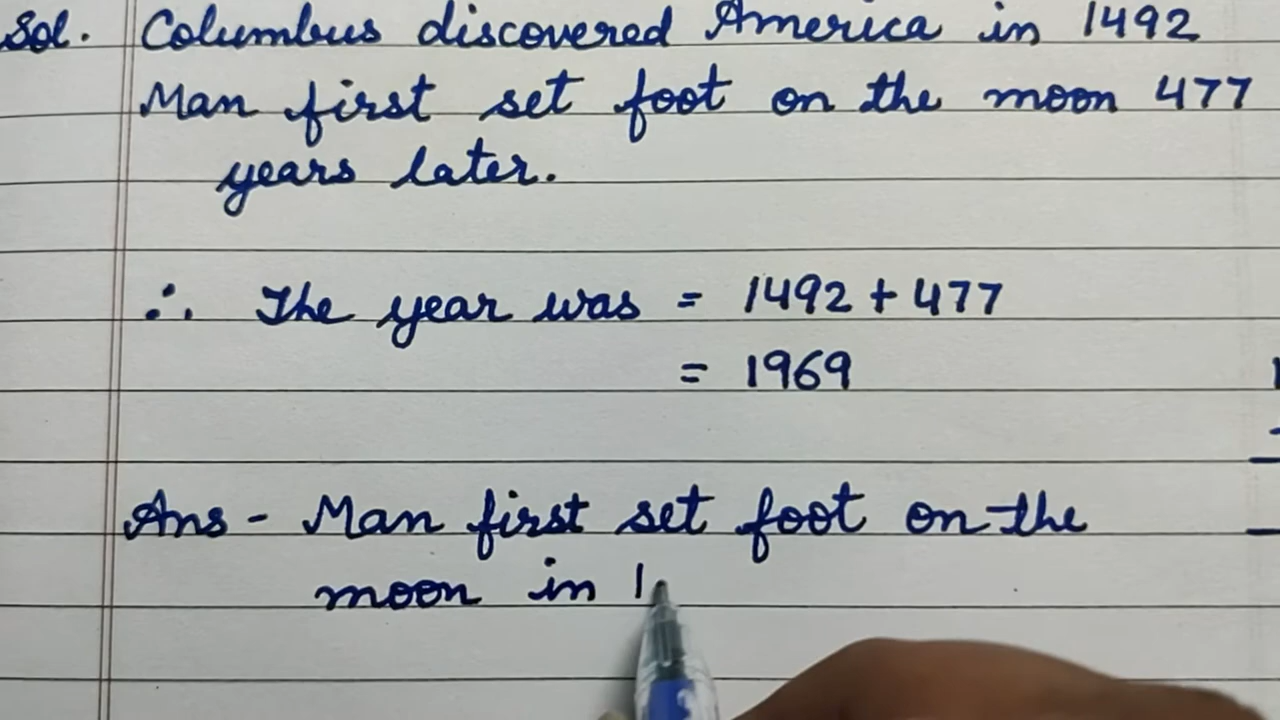 Sol. Columbus discovered America in 1492
Man first set foot on the moon 477
years later.
∴ The year was = 1492 + 477
= 1969
Ans - Man first set foot on the
moon in 1